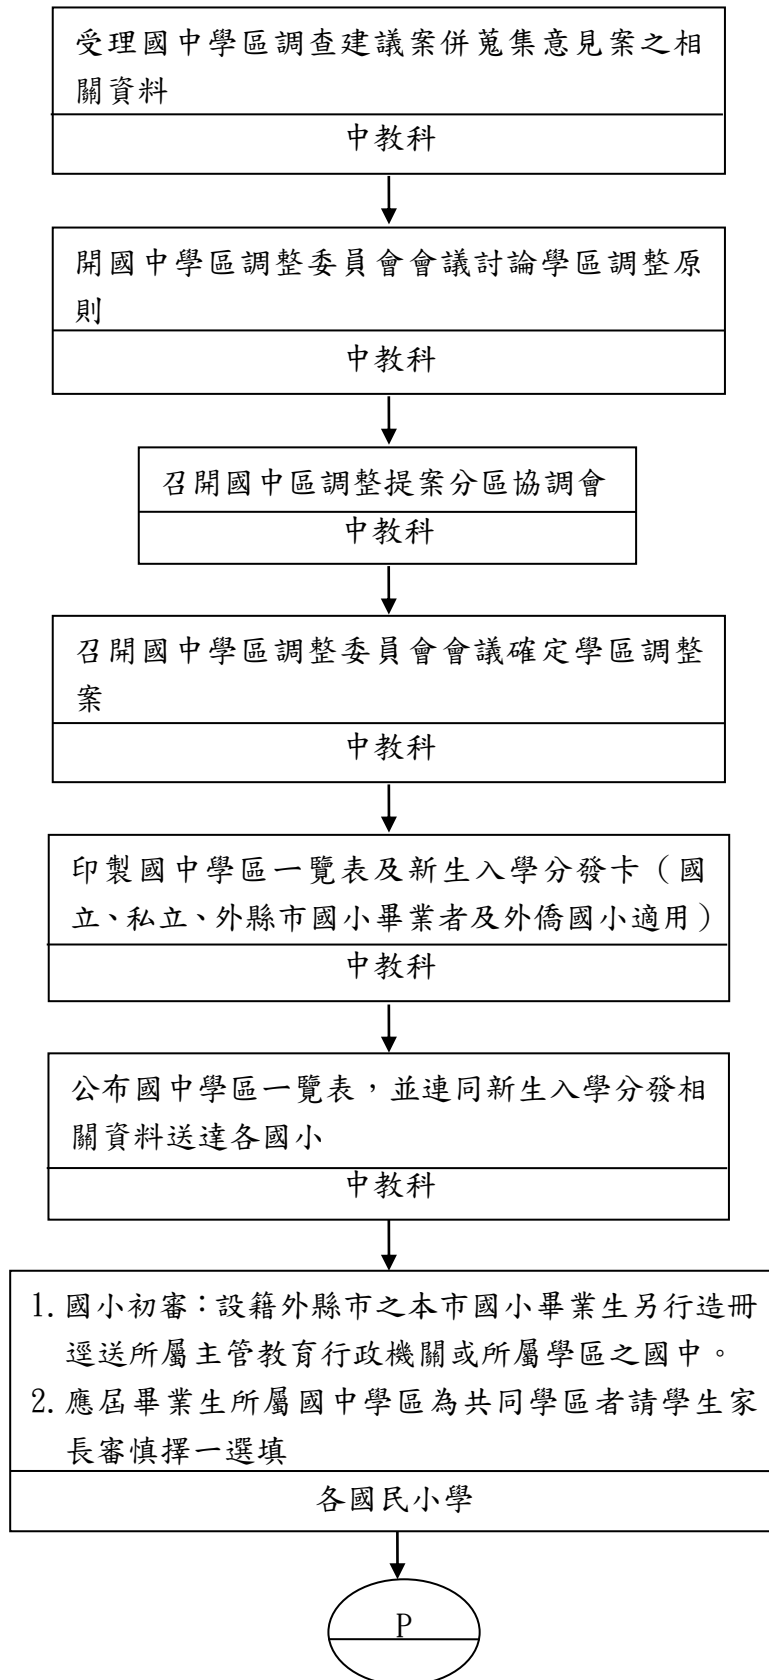 受理國中學區調查建議案併蒐集意見案之相
關資料
中教科
開國中學區調整委員會會議討論學區調整原
則
中教科
召開國中區調整提案分區協調會
中教科
召開國中學區調整委員會會議確定學區調整
案
中教科
印製國中學區一覽表及新生入學分發卡（國
立、私立、外縣市國小畢業者及外僑國小適用）
中教科
公布國中學區一覽表，並連同新生入學分發相
關資料送達各國小
中教科
1. 國小初審：設籍外縣市之本市國小畢業生另行造冊
逕送所屬主管教育行政機關或所屬學區之國中。
2. 應屆畢業生所屬國中學區為共同學區者請學生家
長審慎擇一選填
各國民小學
P